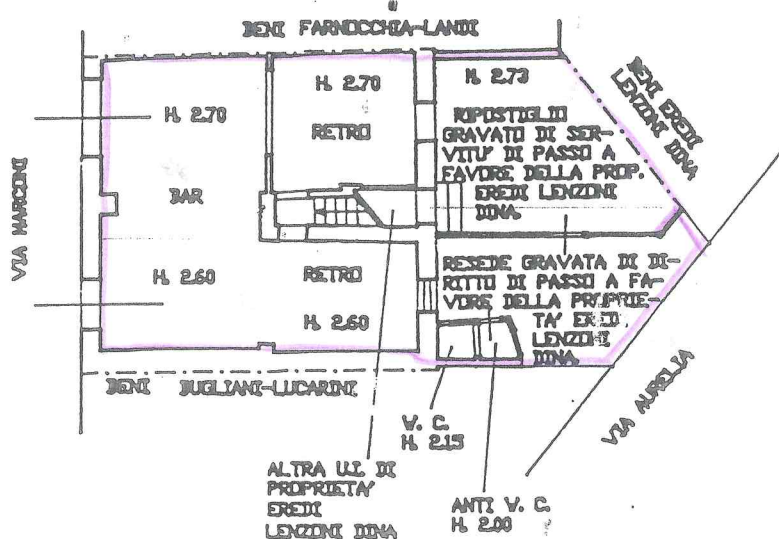 BENI FARNOCCHIA-LANDI
H. 2.70
H. 2.70
RETRO
H. 2.73
RIPOSTIGLIO
GRAVATO DI SER-
VITU' DI PASSO A
FAVORE DELLA PROP.
EREDI LENZONI
DINA.
BENI EREDI
LENZONI DINA
VIA MARCONI
BAR
H. 2.60
RETRO
H. 2.60
RESEDE GRAVATA DI DI-
RITTO DI PASSO A FA-
VORE DELLA PROPRIE-
TA' EREDI
LENZONI
DINA.
BENI BUGLIANI-LUCARINI
VIA AURELIA
W. C.
H. 2.15
ALTRA U.I. DI
PROPRIETA'
EREDI
LENZONI DINA
ANTI W. C.
H. 2.00